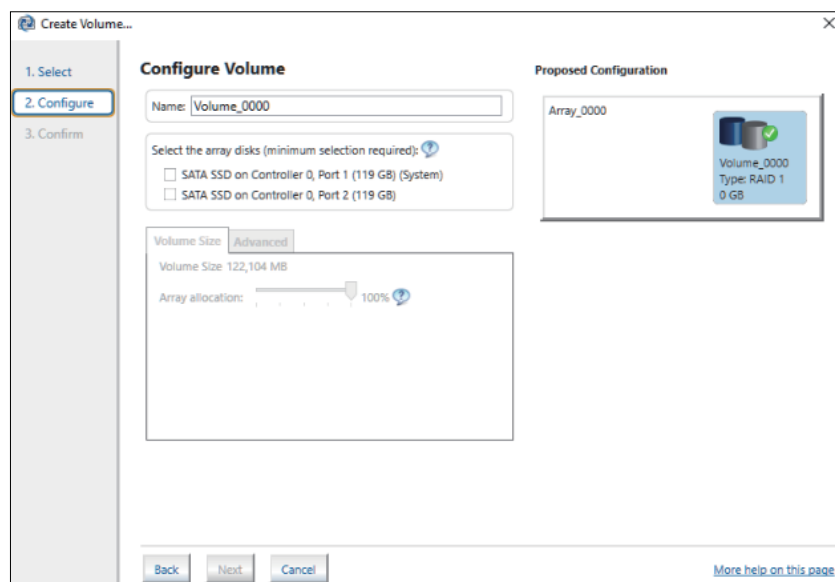 Create Volume...
1. Select
2. Configure
3. Confirm
Configure Volume
Name: Volume_0000
Select the array disks (minimum selection required):
SATA SSD on Controller 0, Port 1 (119 GB) (System)
SATA SSD on Controller 0, Port 2 (119 GB)
Volume Size Advanced
Volume Size 122,104 MB
Array allocation: 100%
Proposed Configuration
Array_0000
Volume_0000
Type: RAID 1
0 GB
Back Next Cancel
More help on this page